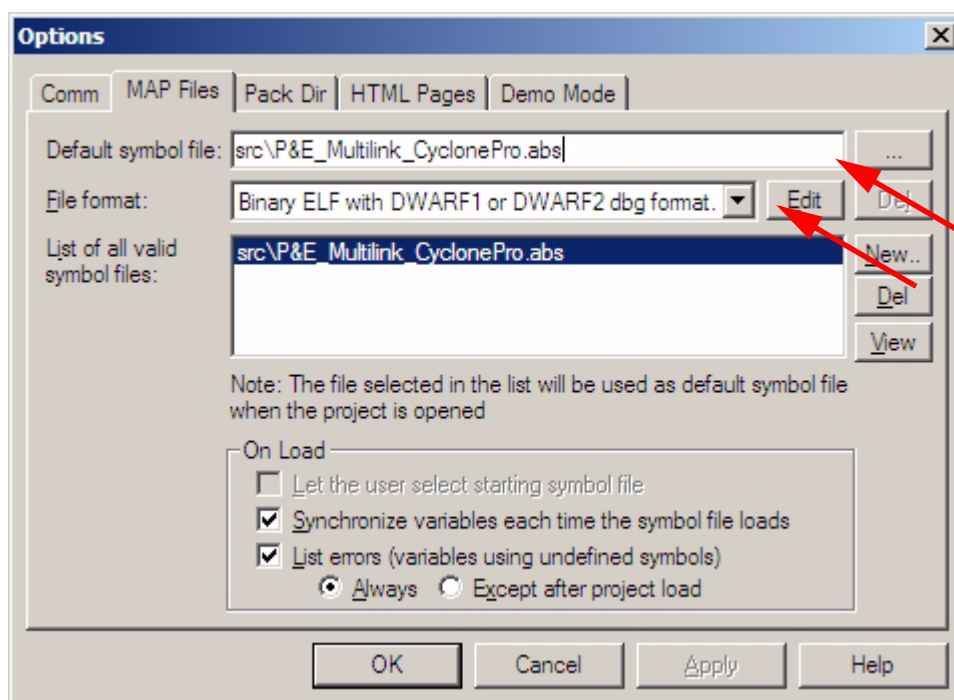 Options
Comm MAP Files Pack Dir HTML Pages Demo Mode
Default symbol file: src\P&E_Multilink_CyclonePro.abs ...
File format: Binary ELF with DWARF1 or DWARF2 dbg format. Edit Del
List of all valid src\P&E_Multilink_CyclonePro.abs New..
symbol files:
Del
View
Note: The file selected in the list will be used as default symbol file
when the project is opened
On Load
Let the user select starting symbol file
Synchronize variables each time the symbol file loads
List errors (variables using undefined symbols)
Always Except after project load
OK Cancel Apply Help